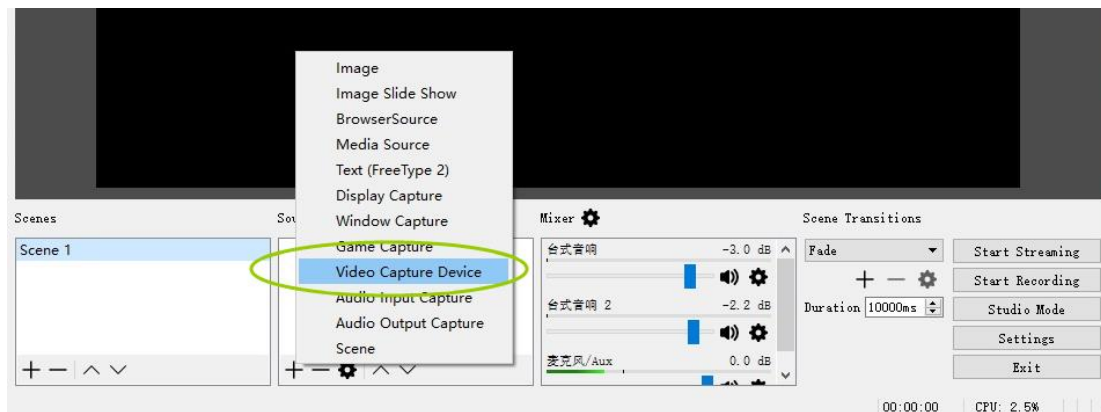 Image
Image Slide Show
BrowserSource
Media Source
Text (FreeType 2)
Display Capture
Window Capture
Game Capture
Video Capture Device
Audio Input Capture
Audio Output Capture
Scene
Scenes
Sou
Mixer
Scene Transitions
Scene 1
台式音响 -3.0 dB
台式音响 2 -2.2 dB
麦克风/Aux 0.0 dB
Fade
Duration 10000ms
Start Streaming
Start Recording
Studio Mode
Settings
Exit
00:00:00 CPU: 2.5%